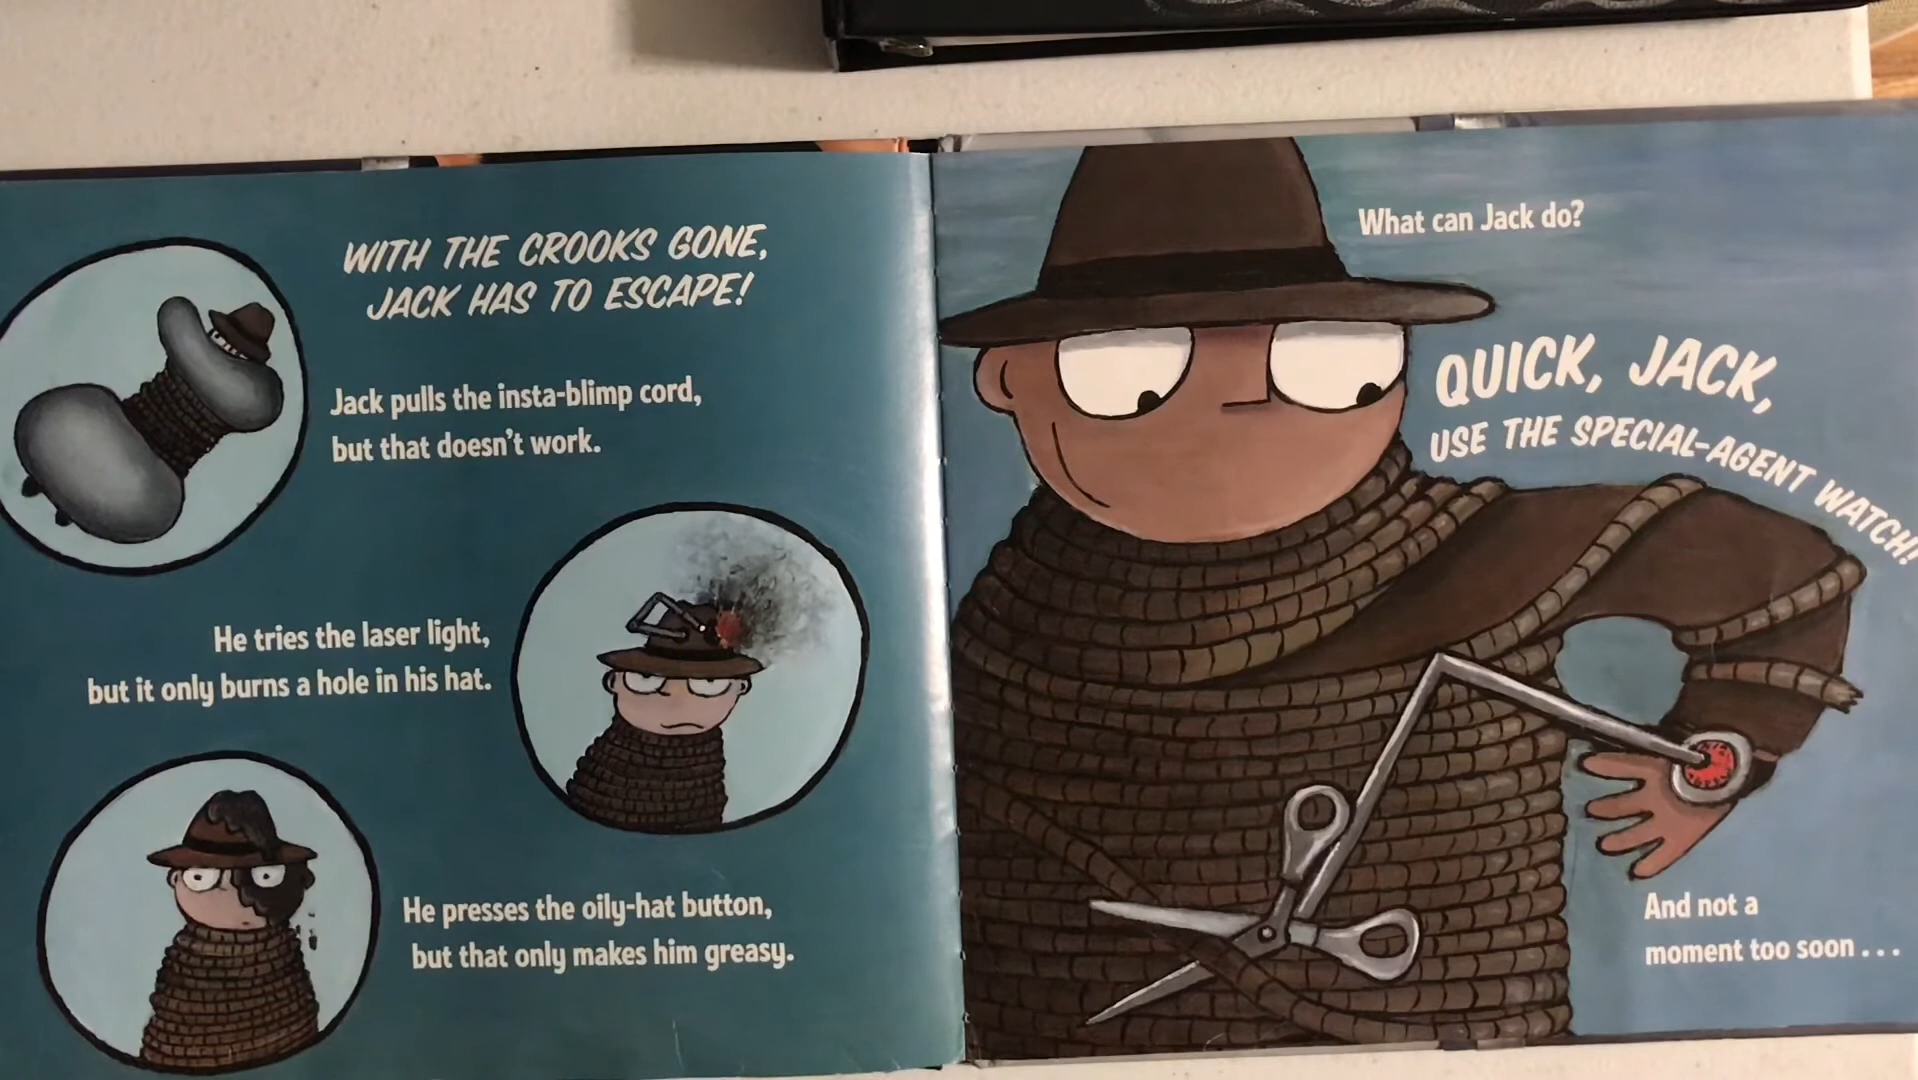 WITH THE CROOKS GONE,
JACK HAS TO ESCAPE!
Jack pulls the insta-blimp cord,
but that doesn't work.
He tries the laser light,
but it only burns a hole in his hat.
He presses the oily-hat button,
but that only makes him greasy.
What can Jack do?
QUICK, JACK,
USE THE SPECIAL-AGENT WATCH!
And not a
moment too soon . . .